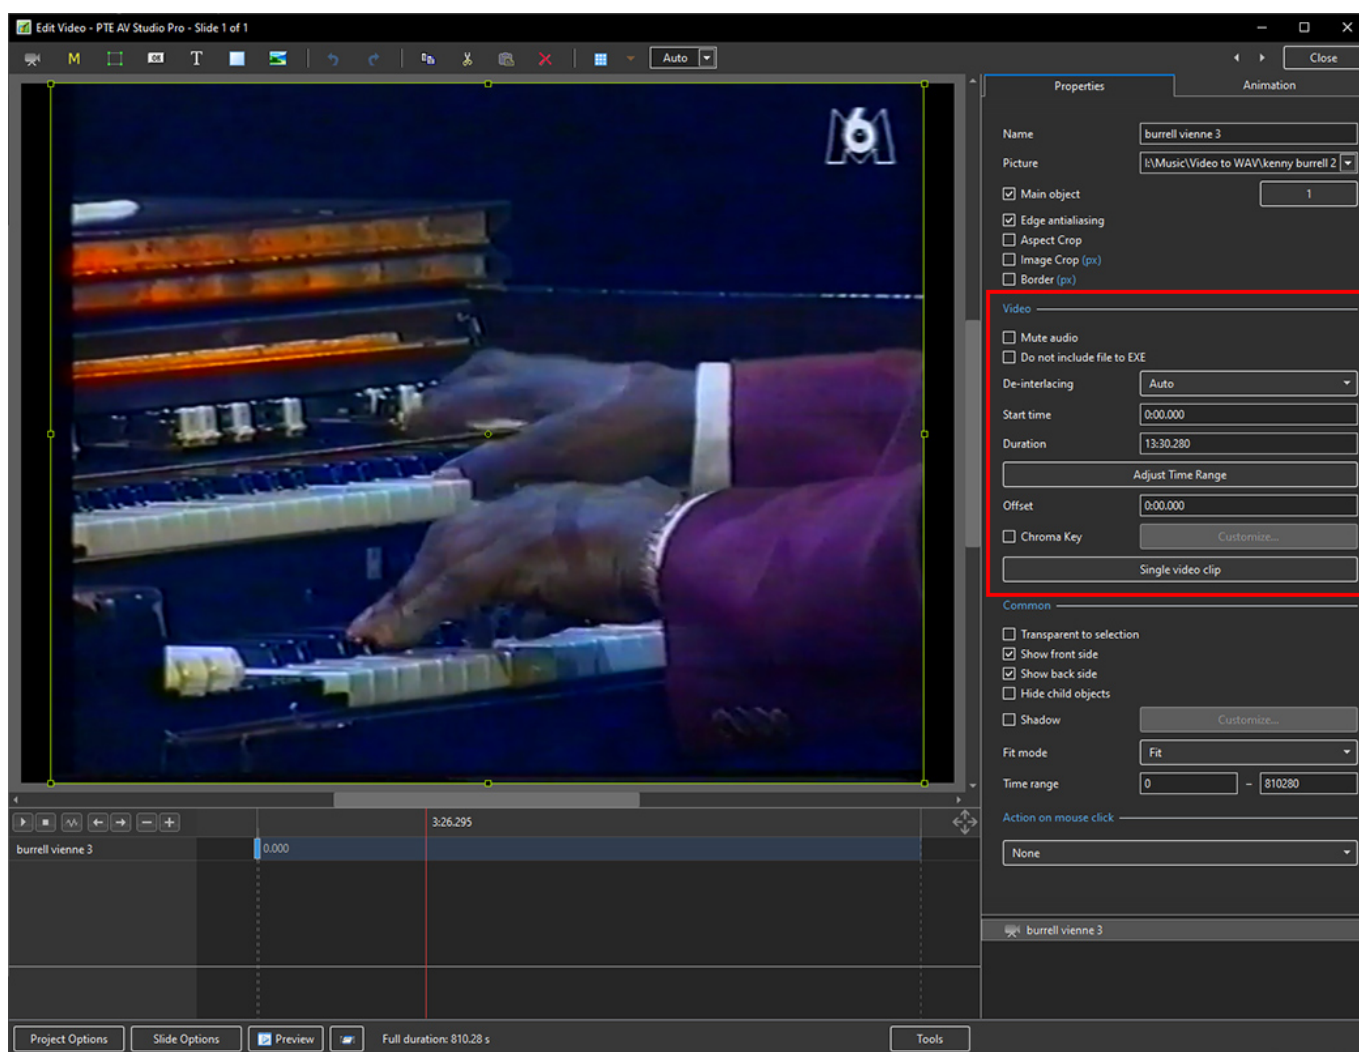 Edit Video - PTE AV Studio Pro - Slide 1 of 1
M OK T Auto Close
Properties Animation
M6
Name burrell vienne 3
Picture I:\Music\Video to WAV\kenny burrell 2
Main object 1
Edge antialiasing
Aspect Crop
Image Crop (px)
Border (px)
Video
Mute audio
Do not include file to EXE
De-interlacing Auto
Start time 0:00.000
Duration 13:30.280
Adjust Time Range
Offset 0:00.000
Chroma Key Customize...
Single video clip
Common
Transparent to selection
Show front side
Show back side
Hide child objects
Shadow Customize...
Fit mode Fit
Time range 0 – 810280
Action on mouse click
None
burrell vienne 3
3:26.295
burrell vienne 3 0.000
Project Options Slide Options Preview Full duration: 810.28 s Tools